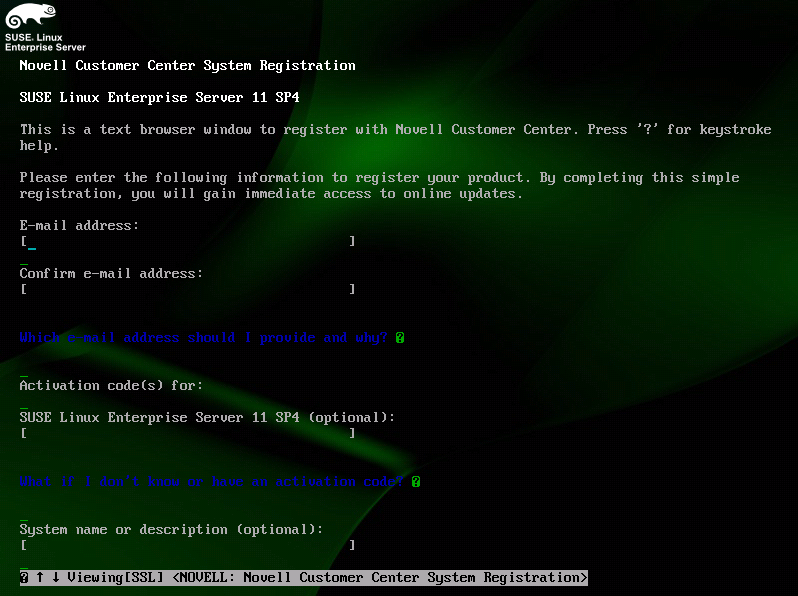 SUSE. Linux
Enterprise Server
Novell Customer Center System Registration
SUSE Linux Enterprise Server 11 SP4
This is a text browser window to register with Novell Customer Center. Press '?' for keystroke
help.
Please enter the following information to register your product. By completing this simple
registration, you will gain immediate access to online updates.
E-mail address:
[_ ]
Confirm e-mail address:
[ ]
Which e-mail address should I provide and why? ?
Activation code(s) for:
SUSE Linux Enterprise Server 11 SP4 (optional):
[ ]
What if I don't know or have an activation code? ?
System name or description (optional):
[ ]
? ↑ ↓ Viewing[SSL] <NOVELL: Novell Customer Center System Registration>